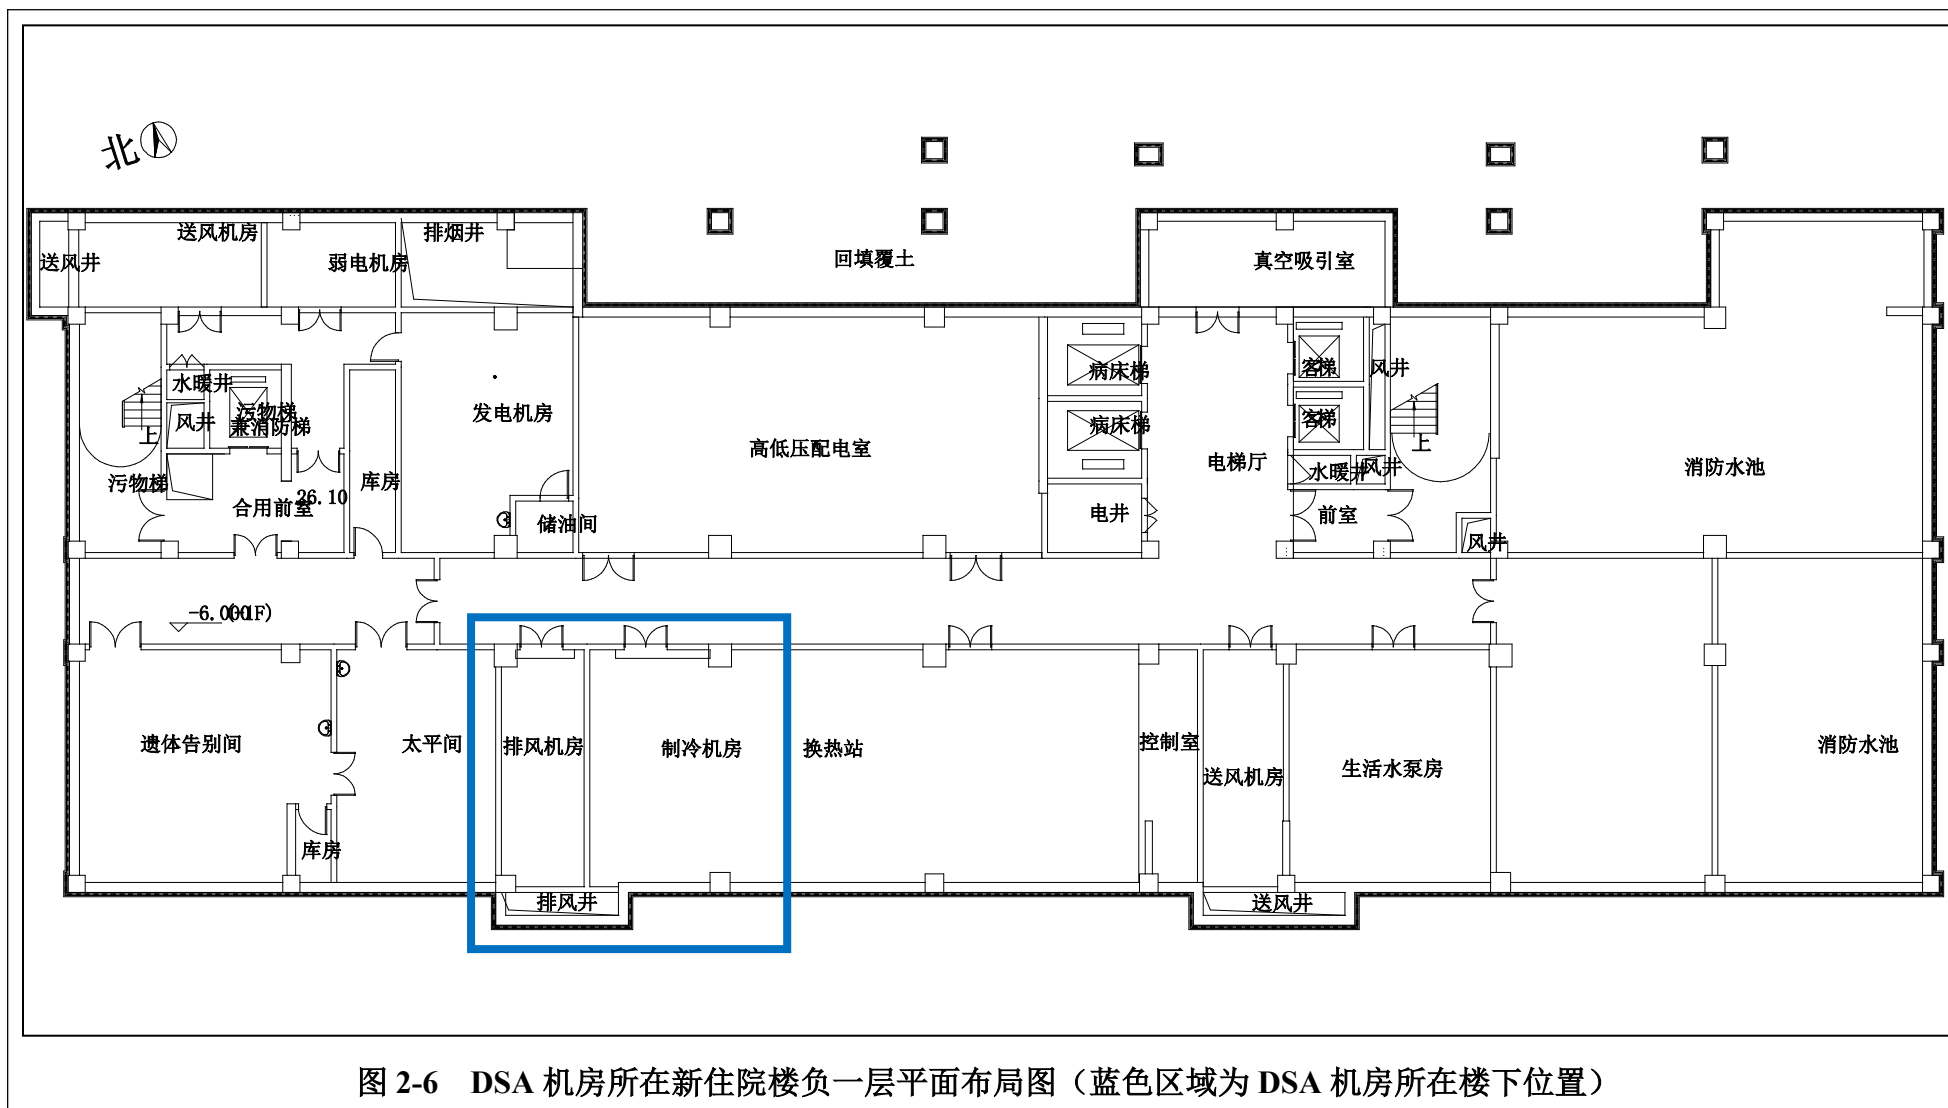 北
送风机房
排烟井
送风井
弱电机房
回填覆土
真空吸引室
水暖井
污物梯
兼消防梯
风井
上
发电机房
病床梯
病床梯
客梯
客梯
风井
上
高低压配电室
电梯厅
水暖井
风井
消防水池
污物梯
库房
26.10
合用前室
储油间
电井
前室
风井
-6.000
(-1F)
遗体告别间
太平间
排风机房
制冷机房
换热站
控制室
送风机房
生活水泵房
消防水池
库房
排风井
送风井
图 2-6 DSA 机房所在新住院楼负一层平面布局图（蓝色区域为 DSA 机房所在楼下位置）